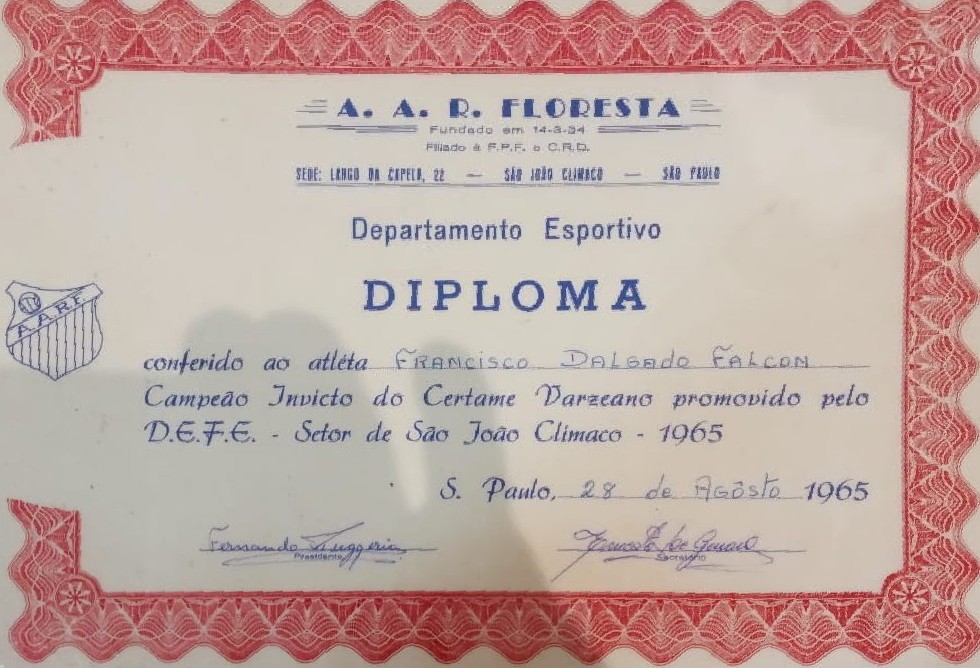 A. A. R. FLORESTA
Fundado em 14-3-34
Filiado à F.P.F. e C.R.D.
SEDE: LARGO DA CAPELA, 22 — SÃO JOÃO CLIMACO — SÃO PAULO
Departamento Esportivo
DIPLOMA
A.A.R.F.
conferido ao atléta FRANCISCO DALGADO FALCON
Campeão Invicto do Certame Varzeano promovido pelo
D.E.F.E. - Setor de São João Climaco - 1965
S. Paulo, 28 de Agôsto 1965
Fernando
Presidente
Secretário